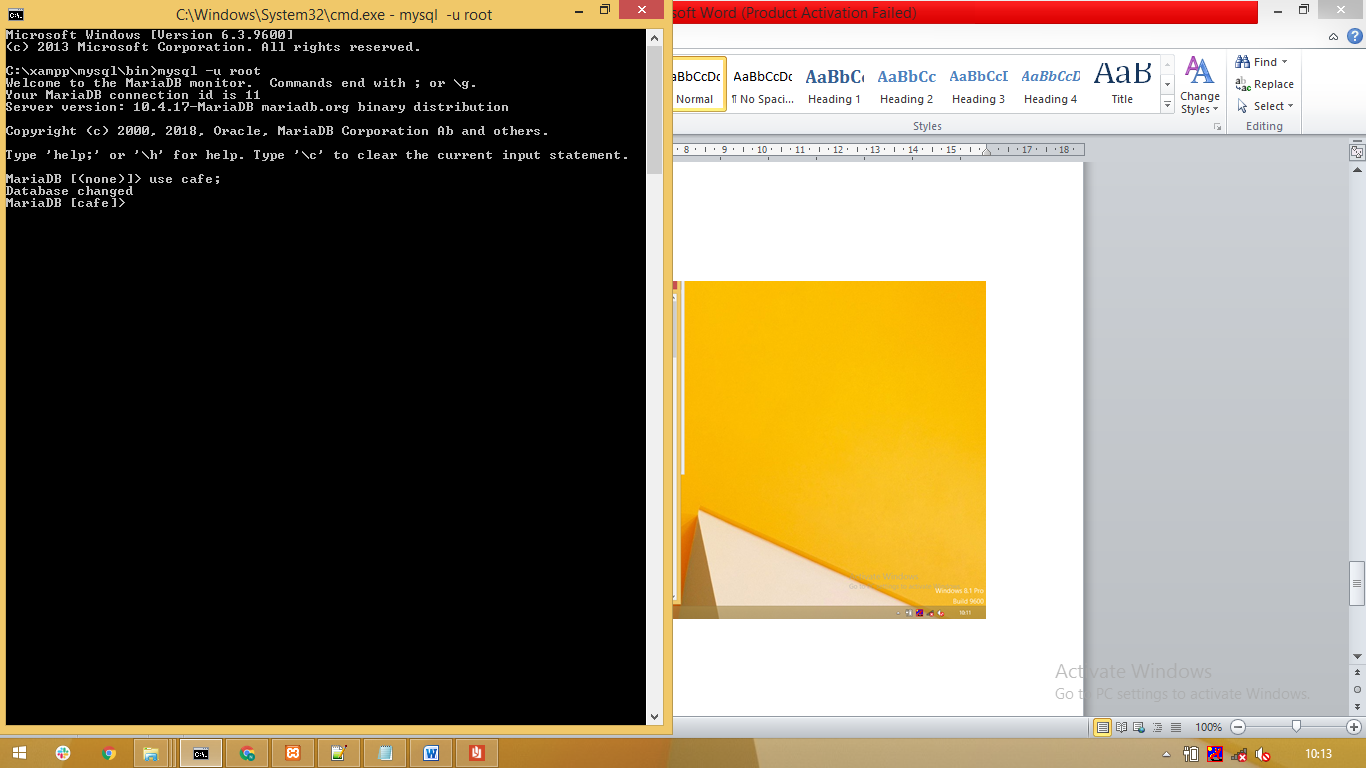 C:\Windows\System32\cmd.exe - mysql  -u root
Microsoft Windows [Version 6.3.9600]
(c) 2013 Microsoft Corporation. All rights reserved.
C:\xampp\mysql\bin>mysql -u root
Welcome to the MariaDB monitor.  Commands end with ; or \g.
Your MariaDB connection id is 11
Server version: 10.4.17-MariaDB mariadb.org binary distribution
Copyright (c) 2000, 2018, Oracle, MariaDB Corporation Ab and others.
Type 'help;' or '\h' for help. Type '\c' to clear the current input statement.
MariaDB [(none)]> use cafe;
Database changed
MariaDB [cafe]>
soft Word (Product Activation Failed)
AaBbCcDc AaBbCcDc AaBbC AaBbCc AaBbCcI AaBbCcD AaB
Normal ¶ No Spaci... Heading 1 Heading 2 Heading 3 Heading 4 Title
Change
Styles
Find
Replace
Select
Styles
Editing
8 9 10 11 12 13 14 15 17 18
Activate Windows
Windows 8.1 Pro
Build 9600
10:11
Activate Windows
Go to PC settings to activate Windows.
100%
10:13